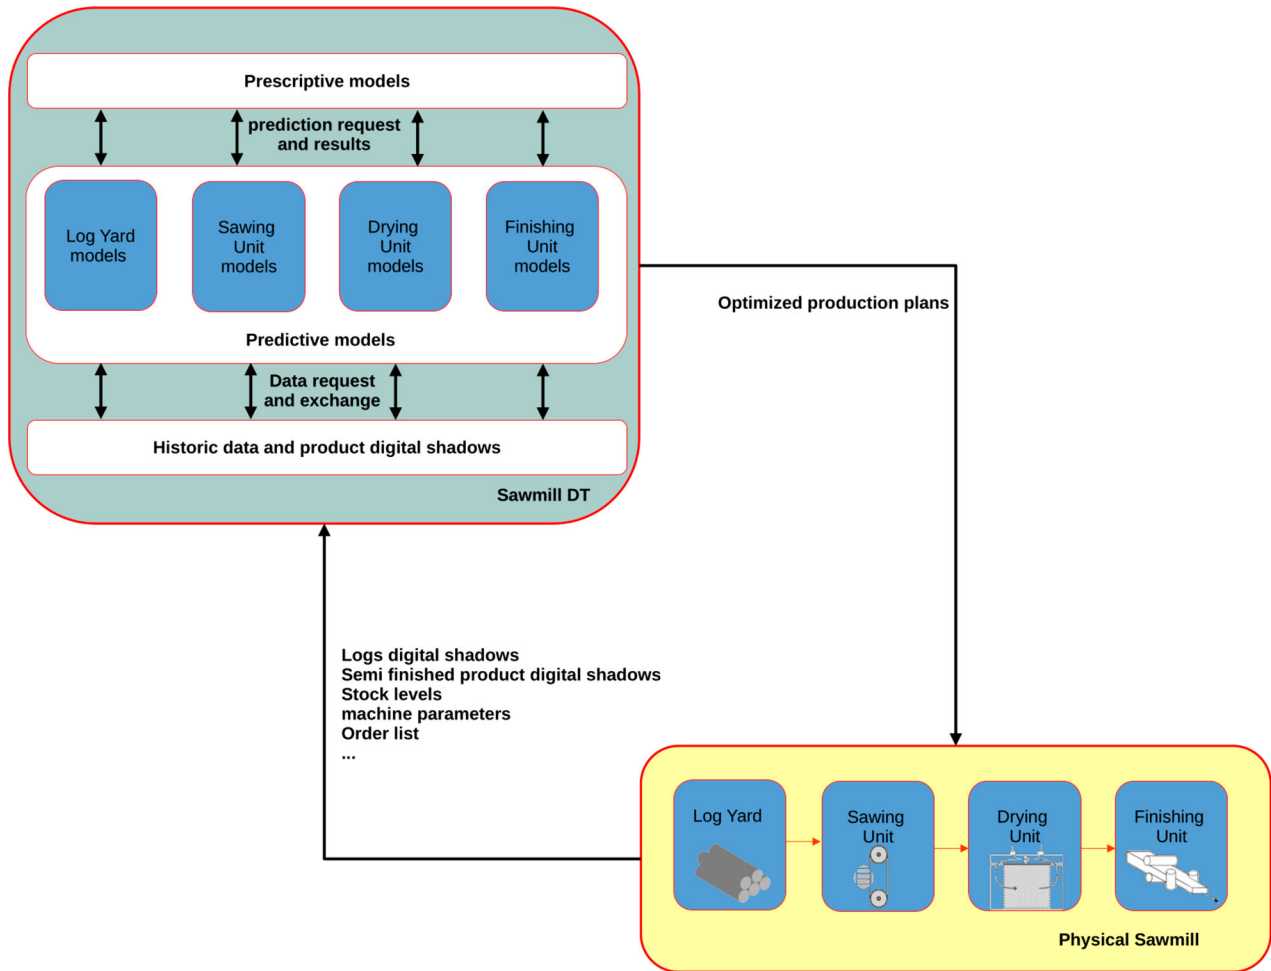 Prescriptive models
prediction request
and results
Log Yard
models
Sawing
Unit
models
Drying
Unit
models
Finishing
Unit
models
Predictive models
Data request
and exchange
Historic data and product digital shadows
Sawmill DT
Optimized production plans
Logs digital shadows
Semi finished product digital shadows
Stock levels
machine parameters
Order list
...
Log Yard
Sawing
Unit
Drying
Unit
Finishing
Unit
Physical Sawmill